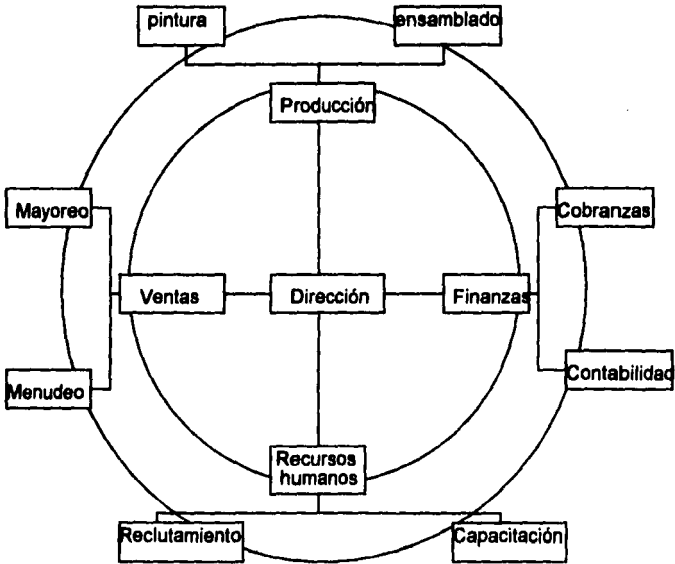 pintura
ensamblado
Producción
Mayoreo
Cobranzas
Ventas
Dirección
Finanzas
Menudeo
Contabilidad
Recursos
humanos
Reclutamiento
Capacitación